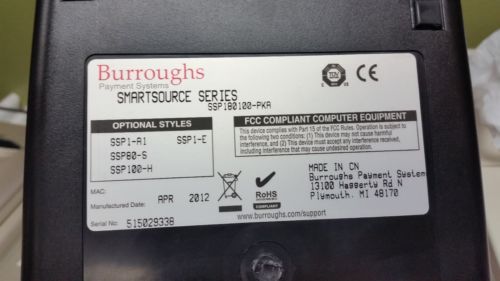 Burroughs
Payment Systems
SMARTSOURCE SERIES
SSP1B0100-PKA
OPTIONAL STYLES
SSP1-A1 SSP1-E
SSP80-S
SSP100-H
FCC COMPLIANT COMPUTER EQUIPMENT
This device complies with Part 15 of the FCC Rules. Operation is subject to
the following two conditions: (1) This device may not cause harmful
interference, and (2) This device must accept any interference
including interference that may cause undesired operation.
MAC:
Manufactured Date: APR 2012
Serial No: 515029338
RoHS
COMPLIANT
www.burroughs.com/support
MADE IN CN
Burroughs Payment System
13100 Haggerty Rd N
Plymouth, MI 48170
CE